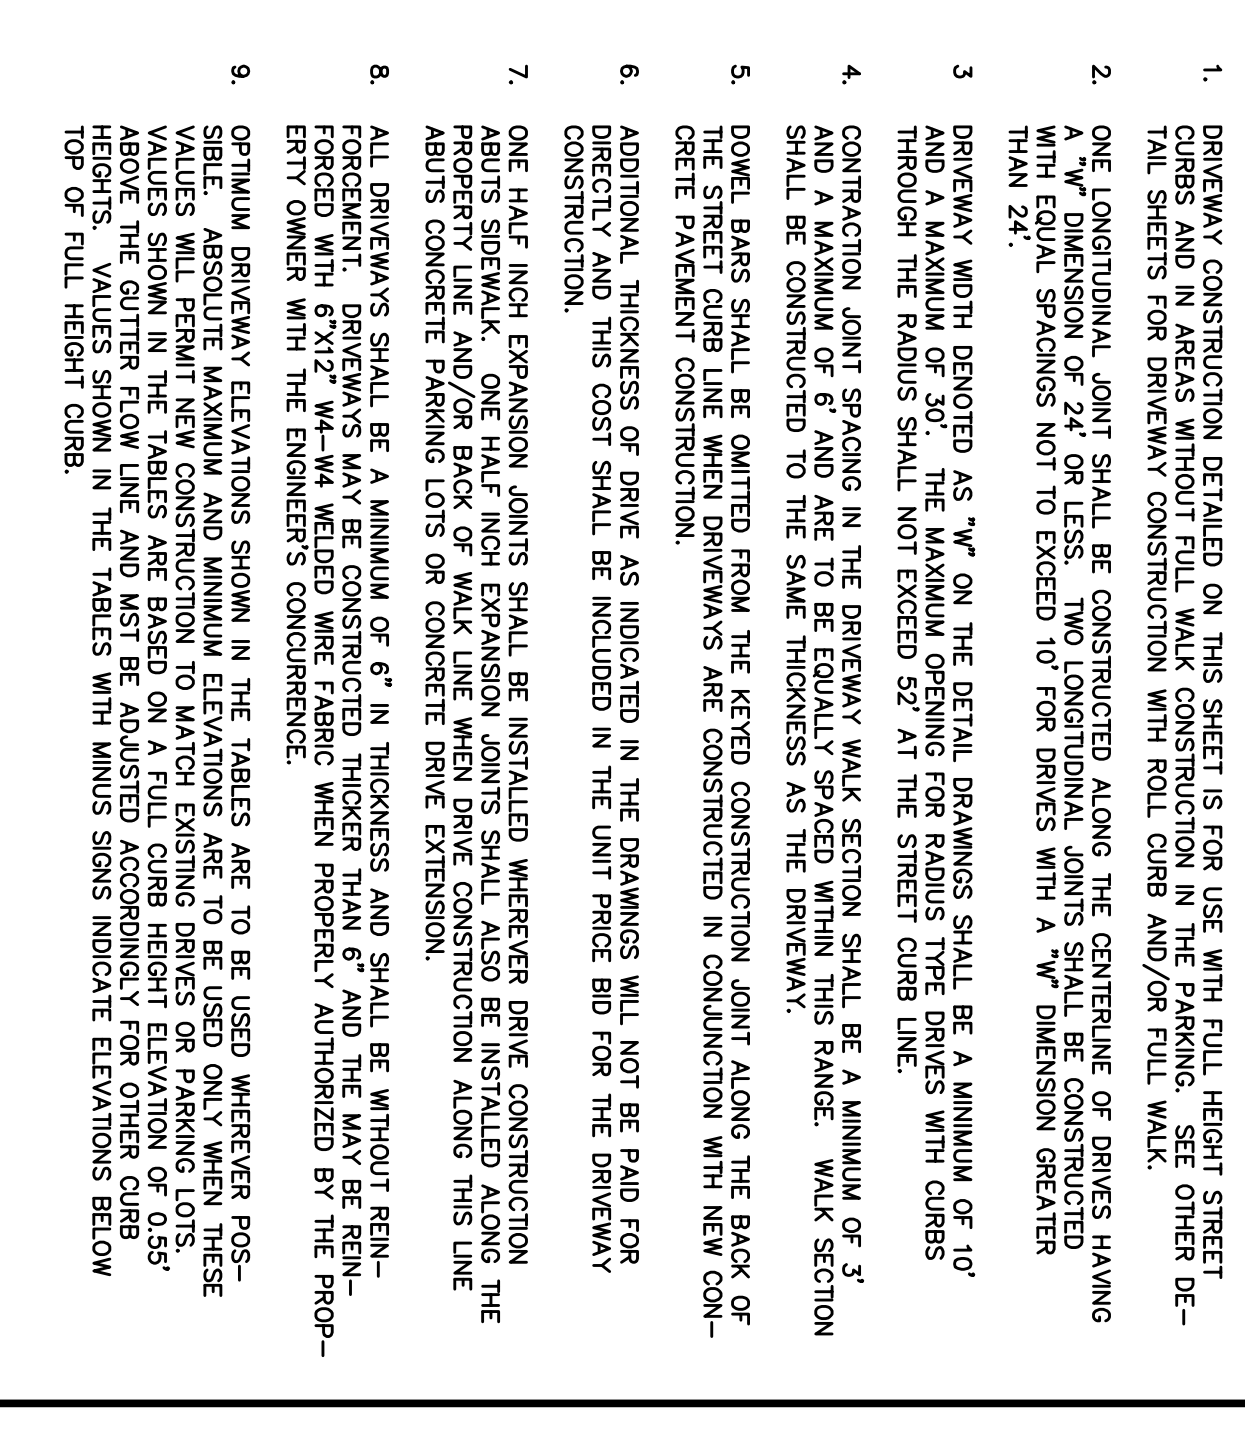 1. DRIVEWAY CONSTRUCTION DETAILED ON THIS SHEET IS FOR USE WITH FULL HEIGHT STREET
CURBS AND IN AREAS WITHOUT FULL WALK CONSTRUCTION IN THE PARKING. SEE OTHER DE-
TAIL SHEETS FOR DRIVEWAY CONSTRUCTION WITH ROLL CURB AND/OR FULL WALK.
2. ONE LONGITUDINAL JOINT SHALL BE CONSTRUCTED ALONG THE CENTERLINE OF DRIVES HAVING
A "W" DIMENSION OF 24' OR LESS. TWO LONGITUDINAL JOINTS SHALL BE CONSTRUCTED
WITH EQUAL SPACINGS NOT TO EXCEED 10' FOR DRIVES WITH A "W" DIMENSION GREATER
THAN 24'.
3 DRIVEWAY WIDTH DENOTED AS "W" ON THE DETAIL DRAWINGS SHALL BE A MINIMUM OF 10'
AND A MAXIMUM OF 30'. THE MAXIMUM OPENING FOR RADIUS TYPE DRIVES WITH CURBS
THROUGH THE RADIUS SHALL NOT EXCEED 52' AT THE STREET CURB LINE.
4. CONTRACTION JOINT SPACING IN THE DRIVEWAY WALK SECTION SHALL BE A MINIMUM OF 3'
AND A MAXIMUM OF 6' AND ARE TO BE EQUALLY SPACED WITHIN THIS RANGE. WALK SECTION
SHALL BE CONSTRUCTED TO THE SAME THICKNESS AS THE DRIVEWAY.
5. DOWEL BARS SHALL BE OMITTED FROM THE KEYED CONSTRUCTION JOINT ALONG THE BACK OF
THE STREET CURB LINE WHEN DRIVEWAYS ARE CONSTRUCTED IN CONJUNCTION WITH NEW CON-
CRETE PAVEMENT CONSTRUCTION.
6. ADDITIONAL THICKNESS OF DRIVE AS INDICATED IN THE DRAWINGS WILL NOT BE PAID FOR
DIRECTLY AND THIS COST SHALL BE INCLUDED IN THE UNIT PRICE BID FOR THE DRIVEWAY
CONSTRUCTION.
7. ONE HALF INCH EXPANSION JOINTS SHALL BE INSTALLED WHEREVER DRIVE CONSTRUCTION
ABUTS SIDEWALK. ONE HALF INCH EXPANSION JOINTS SHALL ALSO BE INSTALLED ALONG THE
PROPERTY LINE AND/OR BACK OF WALK LINE WHEN DRIVE CONSTRUCTION ALONG THIS LINE
ABUTS CONCRETE PARKING LOTS OR CONCRETE DRIVE EXTENSION.
8. ALL DRIVEWAYS SHALL BE A MINIMUM OF 6" IN THICKNESS AND SHALL BE WITHOUT REIN-
FORCEMENT. DRIVEWAYS MAY BE CONSTRUCTED THICKER THAN 6" AND THE MAY BE REIN-
FORCED WITH 6"X12" W4-W4 WELDED WIRE FABRIC WHEN PROPERLY AUTHORIZED BY THE PROP-
ERTY OWNER WITH THE ENGINEER'S CONCURRENCE.
9. OPTIMUM DRIVEWAY ELEVATIONS SHOWN IN THE TABLES ARE TO BE USED WHEREVER POS-
SIBLE. ABSOLUTE MAXIMUM AND MINIMUM ELEVATIONS ARE TO BE USED ONLY WHEN THESE
VALUES WILL PERMIT NEW CONSTRUCTION TO MATCH EXISTING DRIVES OR PARKING LOTS.
VALUES SHOWN IN THE TABLES ARE BASED ON A FULL CURB HEIGHT ELEVATION OF 0.55'
ABOVE THE GUTTER FLOW LINE AND MST BE ADJUSTED ACCORDINGLY FOR OTHER CURB
HEIGHTS. VALUES SHOWN IN THE TABLES WITH MINUS SIGNS INDICATE ELEVATIONS BELOW
TOP OF FULL HEIGHT CURB.